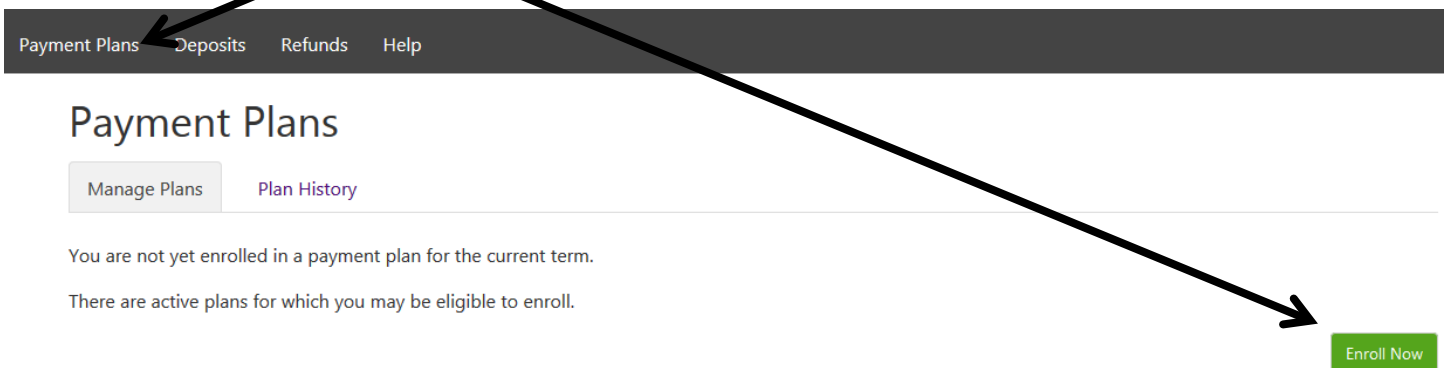 Payment Plans Deposits Refunds Help
Payment Plans
Manage Plans Plan History
You are not yet enrolled in a payment plan for the current term.
There are active plans for which you may be eligible to enroll.
Enroll Now